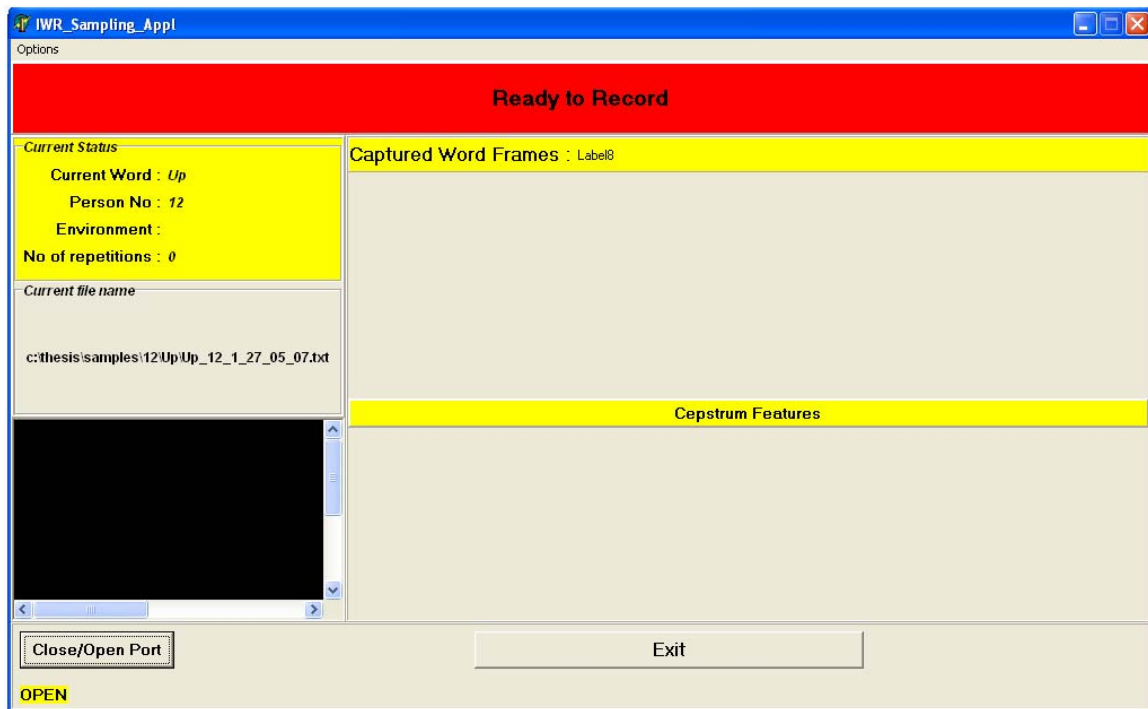 IWR_Sampling_Appl
Options
Ready to Record
Current Status
Current Word : Up
Person No : 12
Environment :
No of repetitions : 0
Current file name
c:\thesis\samples\12\Up\Up_12_1_27_05_07.txt
Captured Word Frames : Label8
Cepstrum Features
Close/Open Port
Exit
OPEN